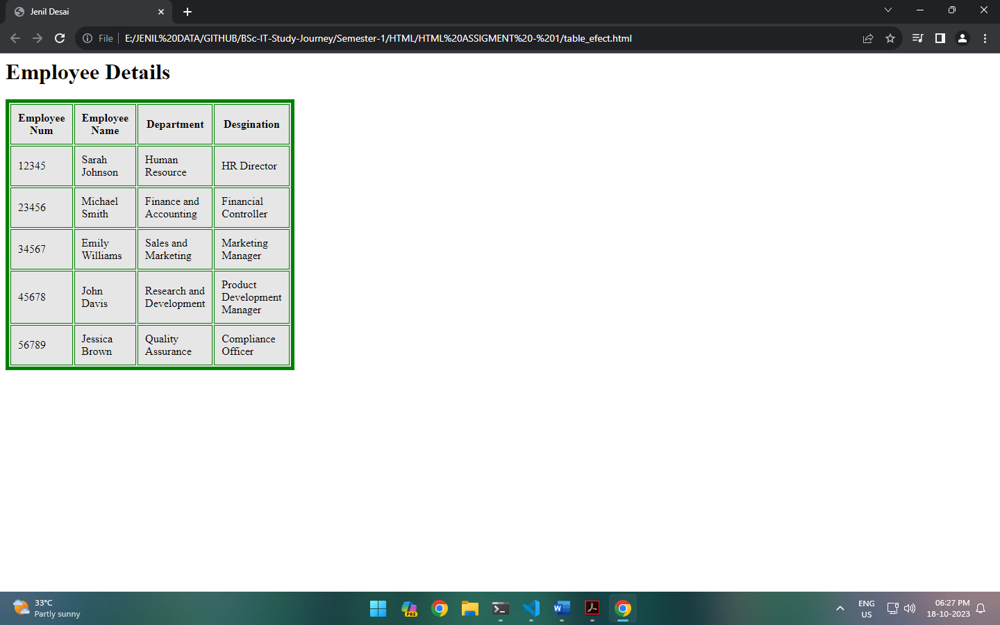 Jenil Desai
File
E:/JENIL%20DATA/GITHUB/BSc-IT-Study-Journey/Semester-1/HTML/HTML%20ASSIGMENT%20-%201/table_efect.html
Employee Details
Employee Num
Employee Name
Department
Desgination
12345
Sarah Johnson
Human Resource
HR Director
23456
Michael Smith
Finance and Accounting
Financial Controller
34567
Emily Williams
Sales and Marketing
Marketing Manager
45678
John Davis
Research and Development
Product Development Manager
56789
Jessica Brown
Quality Assurance
Compliance Officer
33°C
Partly sunny
PRE
ENG
US
06:27 PM
18-10-2023